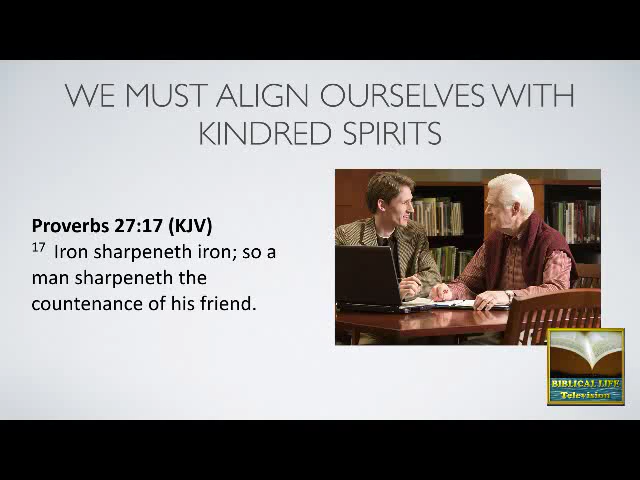 WE MUST ALIGN OURSELVES WITH
KINDRED SPIRITS
Proverbs 27:17 (KJV)
17 Iron sharpeneth iron; so a
man sharpeneth the
countenance of his friend.
BIBLICAL LIFE
Television